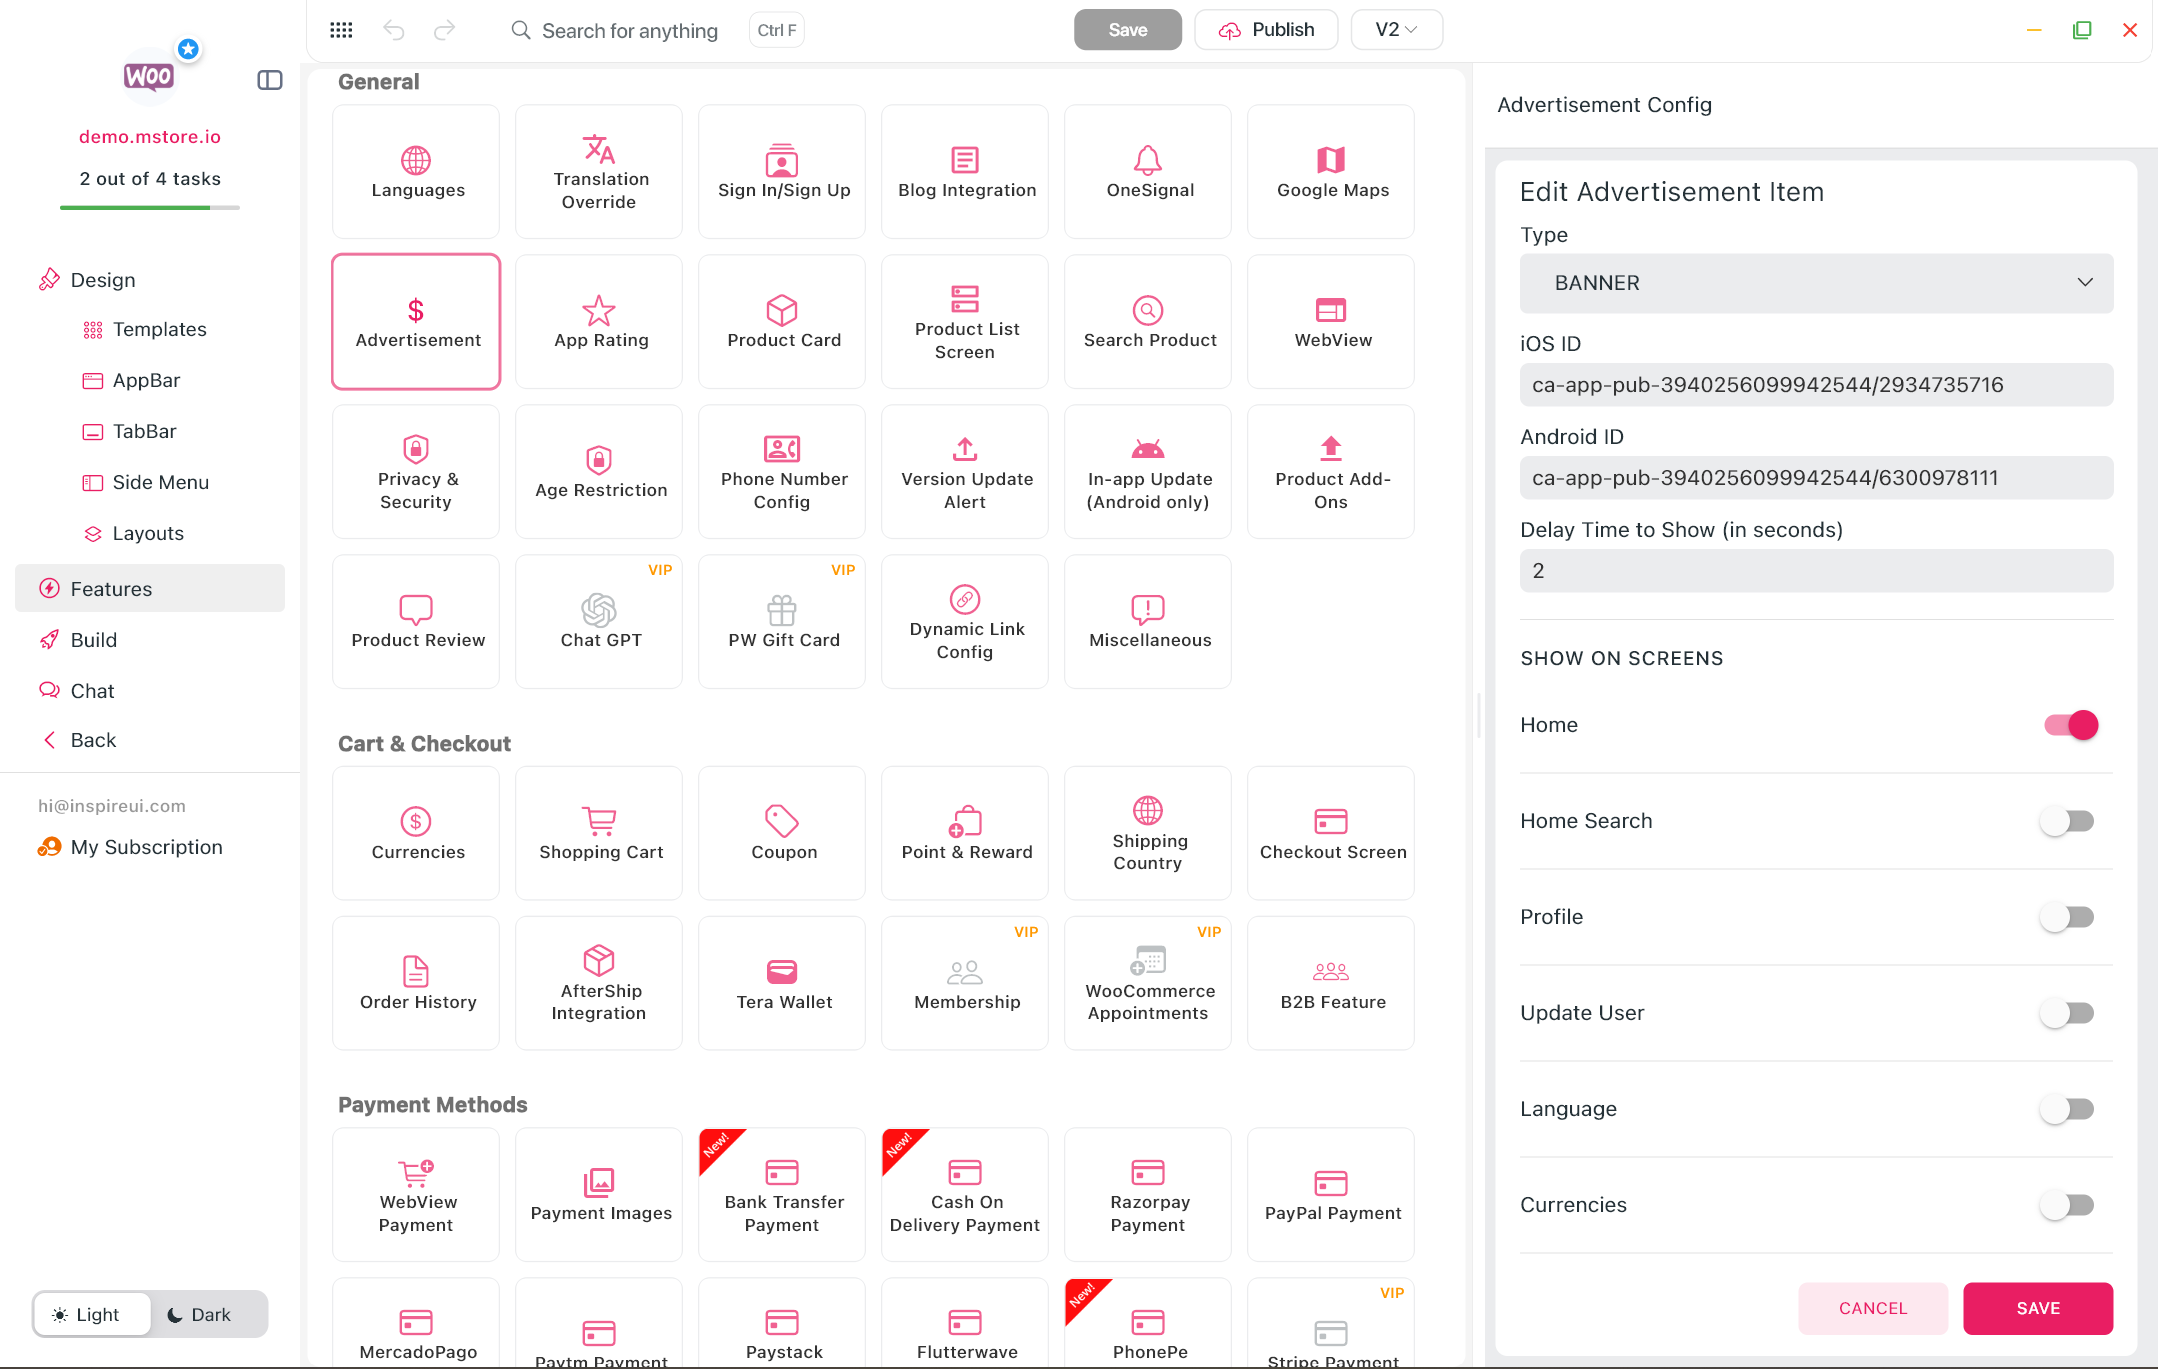 WOO
demo.mstore.io
2 out of 4 tasks
Design
Templates
AppBar
TabBar
Side Menu
Layouts
Features
Build
Chat
Back
hi@inspireui.com
My Subscription
Light
Dark
Search for anything
Ctrl F
Save
Publish
V2
General
Languages
Translation
Override
Sign In/Sign Up
Blog Integration
OneSignal
Google Maps
$
Advertisement
App Rating
Product Card
Product List
Screen
Search Product
WebView
Privacy &
Security
Age Restriction
Phone Number
Config
Version Update
Alert
In-app Update
(Android only)
Product Add-
Ons
Product Review
VIP
Chat GPT
VIP
PW Gift Card
Dynamic Link
Config
Miscellaneous
Cart & Checkout
Currencies
Shopping Cart
Coupon
Point & Reward
Shipping
Country
Checkout Screen
Order History
AfterShip
Integration
Tera Wallet
VIP
Membership
VIP
WooCommerce
Appointments
B2B Feature
Payment Methods
WebView
Payment
Payment Images
New!
Bank Transfer
Payment
New!
Cash On
Delivery Payment
Razorpay
Payment
PayPal Payment
MercadoPago
Paytm Payment
Paystack
Flutterwave
New!
PhonePe
VIP
Stripe Payment
Advertisement Config
Edit Advertisement Item
Type
BANNER
iOS ID
ca-app-pub-3940256099942544/2934735716
Android ID
ca-app-pub-3940256099942544/6300978111
Delay Time to Show (in seconds)
2
SHOW ON SCREENS
Home
Home Search
Profile
Update User
Language
Currencies
CANCEL
SAVE